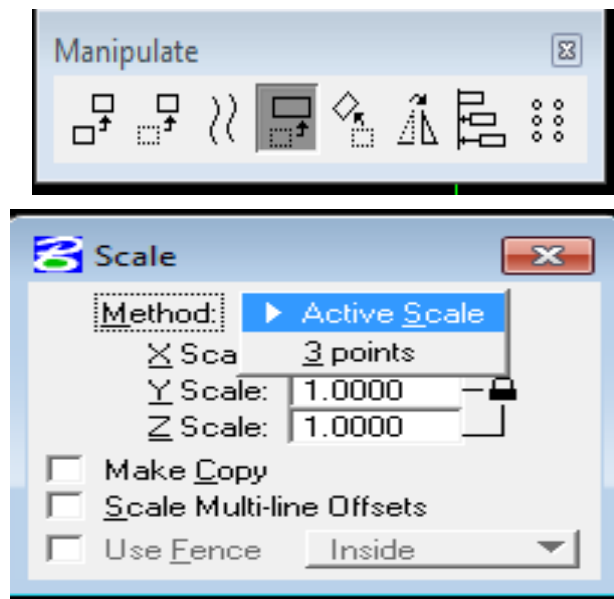 Manipulate
Scale
Method: Active Scale
3 points
X Sca
Y Scale: 1.0000
Z Scale: 1.0000
Make Copy
Scale Multi-line Offsets
Use Fence Inside